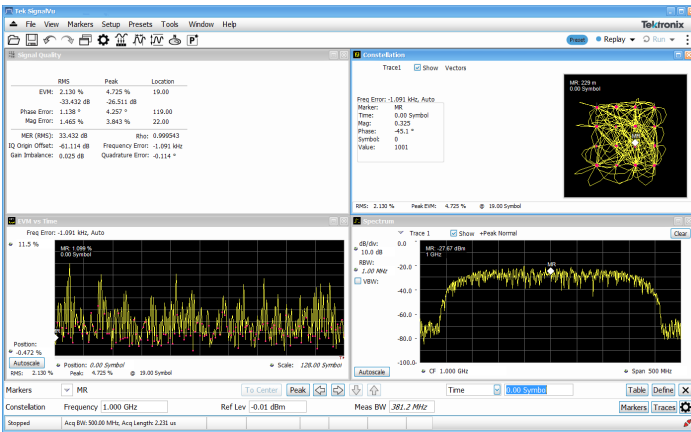 Tek SignalVu
File View Markers Setup Presets Tools Window Help
Tektronix
Preset Replay Run
Signal Quality
RMS Peak Location
EVM: 2.130 % 4.725 % 19.00
-33.432 dB -26.511 dB
Phase Error: 1.138 ° 4.257 ° 119.00
Mag Error: 1.465 % 3.843 % 22.00
MER (RMS): 33.432 dB Rho: 0.999543
IQ Origin Offset: -61.114 dB Frequency Error: -1.091 kHz
Gain Imbalance: 0.025 dB Quadrature Error: -0.114 °
Constellation
Trace1 Show Vectors
MR: 229 m
0.00 Symbol
Freq Error: -1.091 kHz, Auto
Marker: MR
Time: 0.00 Symbol
Mag: 0.325
Phase: -45.1 °
Symbol: 0
Value: 1001
MR
RMS: 2.130 % Peak EVM: 4.725 % @ 19.00 Symbol
EVM vs Time
Freq Error: -1.091 kHz, Auto
11.5 %
MR: 1.099 %
0.00 Symbol
MR
Position:
-0.472 %
Autoscale
Position: 0.00 Symbol
Scale: 128.00 Symbol
RMS: 2.130 % Peak: 4.725 % @ 19.00 Symbol
Spectrum
Trace 1 Show +Peak Normal Clear
dB/div:
10.0 dB
RBW:
1.00 MHz
VBW:
0.0
-20.0
-40.0
-60.0
-80.0
-100.0
MR: -27.67 dBm
1 GHz
MR
Autoscale
CF 1.000 GHz
Span 500 MHz
Markers MR To Center Peak Time 0.00 Symbol Table Define X
Constellation Frequency 1.000 GHz Ref Lev -0.01 dBm Meas BW 381.2 MHz Markers Traces
Stopped Acq BW: 500.00 MHz, Acq Length: 2.231 us